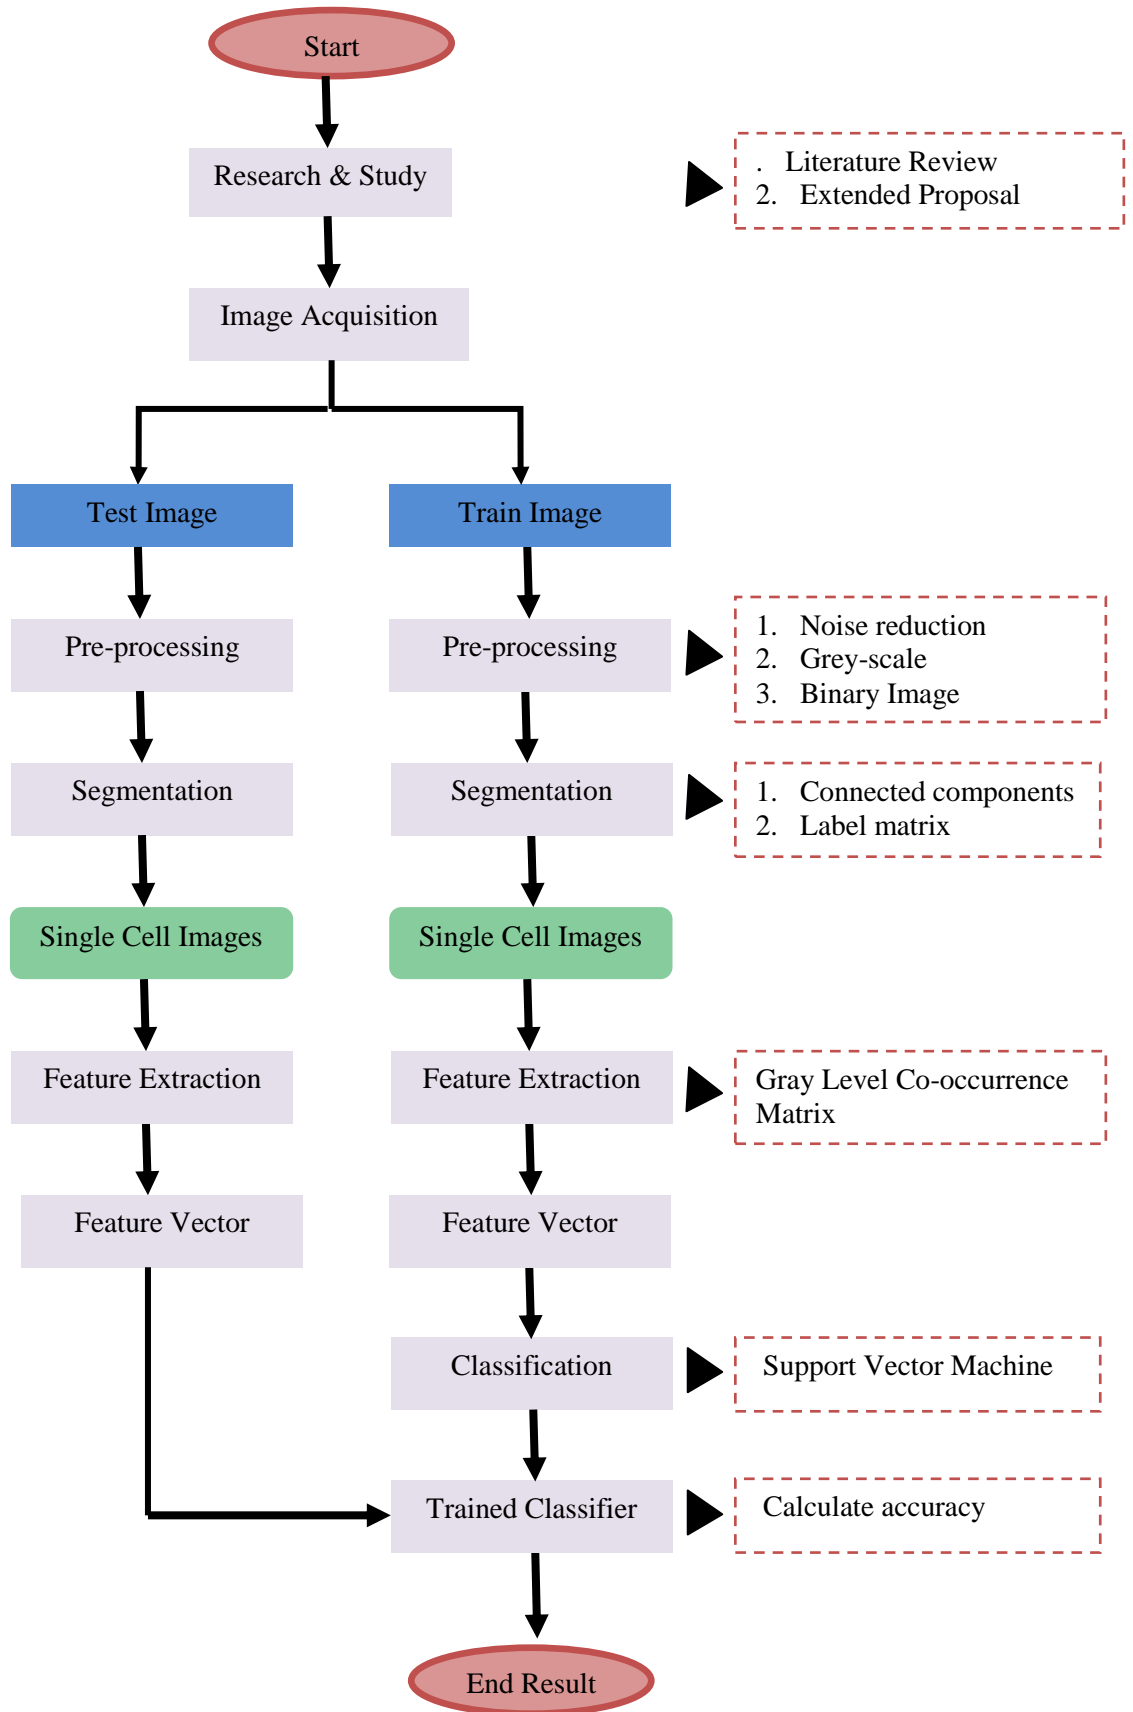 Start
Research & Study
. Literature Review
2. Extended Proposal
Image Acquisition
Test Image
Train Image
Pre-processing
Pre-processing
1. Noise reduction
2. Grey-scale
3. Binary Image
Segmentation
Segmentation
1. Connected components
2. Label matrix
Single Cell Images
Single Cell Images
Feature Extraction
Feature Extraction
Gray Level Co-occurrence
Matrix
Feature Vector
Feature Vector
Classification
Support Vector Machine
Trained Classifier
Calculate accuracy
End Result